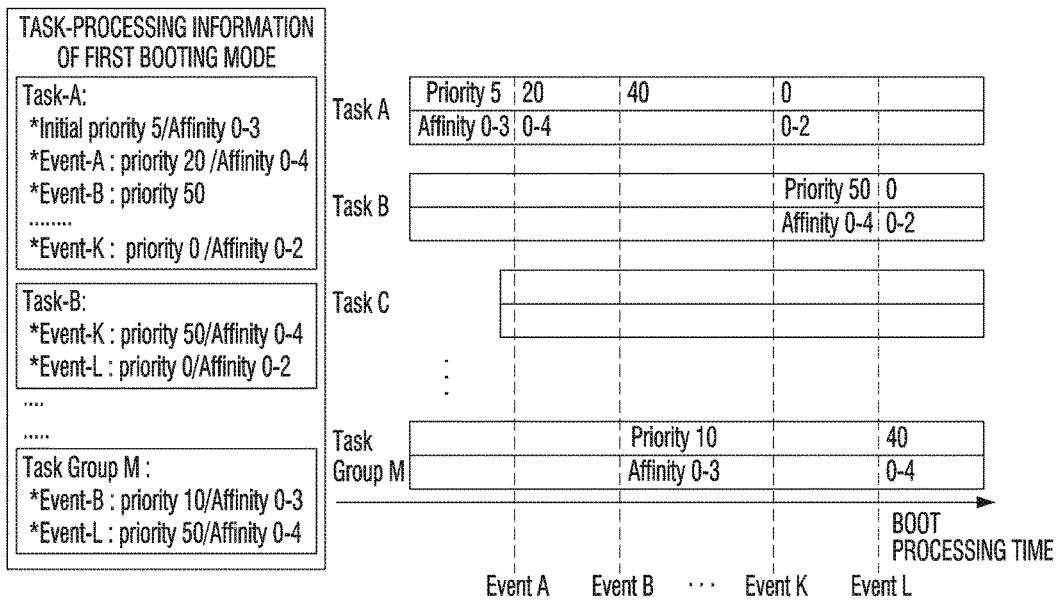 TASK-PROCESSING INFORMATION
OF FIRST BOOTING MODE
Task-A:
*Initial priority 5/Affinity 0-3
*Event-A : priority 20 /Affinity 0-4
*Event-B : priority 50
........
*Event-K : priority 0 /Affinity 0-2
Task-B:
*Event-K : priority 50/Affinity 0-4
*Event-L : priority 0/Affinity 0-2
....
.....
Task Group M :
*Event-B : priority 10/Affinity 0-3
*Event-L : priority 50/Affinity 0-4
Task A
Priority 5 20 40 0
Affinity 0-3 0-4 0-2
Task B
Priority 50 0
Affinity 0-4 0-2
Task C
Task
Group M
Priority 10 40
Affinity 0-3 0-4
BOOT
PROCESSING TIME
Event A Event B ... Event K Event L